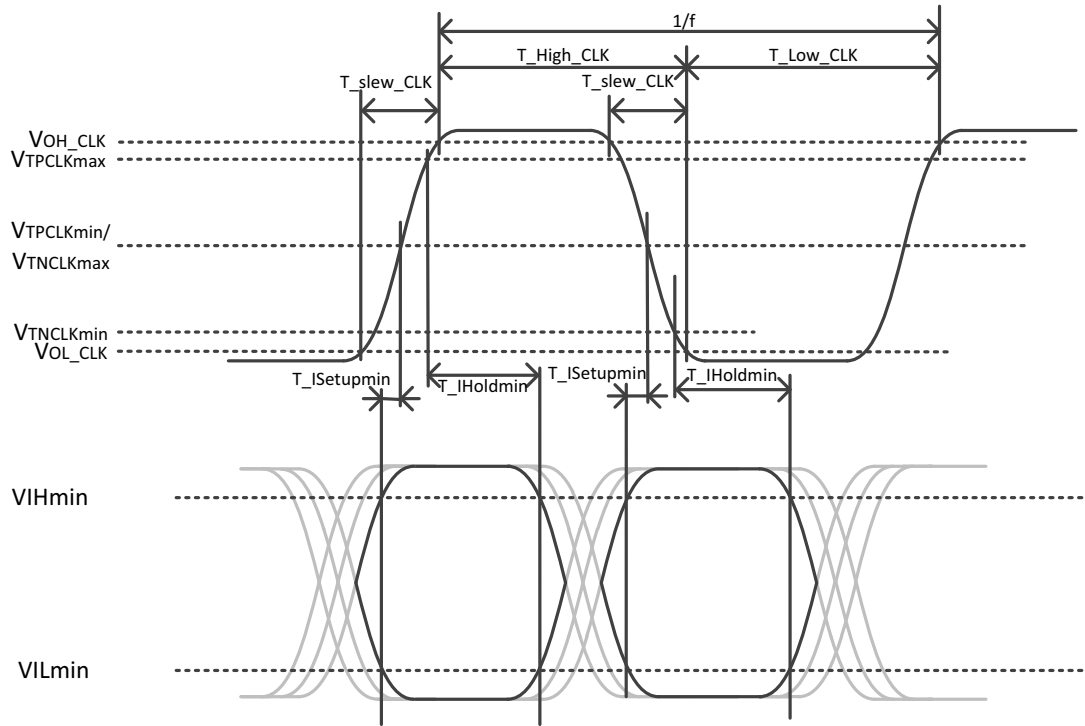 1/f
T_High_CLK
T_Low_CLK
T_slew_CLK
T_slew_CLK
VOH_CLK
VTPCLKmax
VTPCLKmin/
VTNCLKmax
VTNCLKmin
VOL_CLK
T_ISetupmin
T_IHoldmin
T_ISetupmin
T_IHoldmin
VIHmin
VILmin